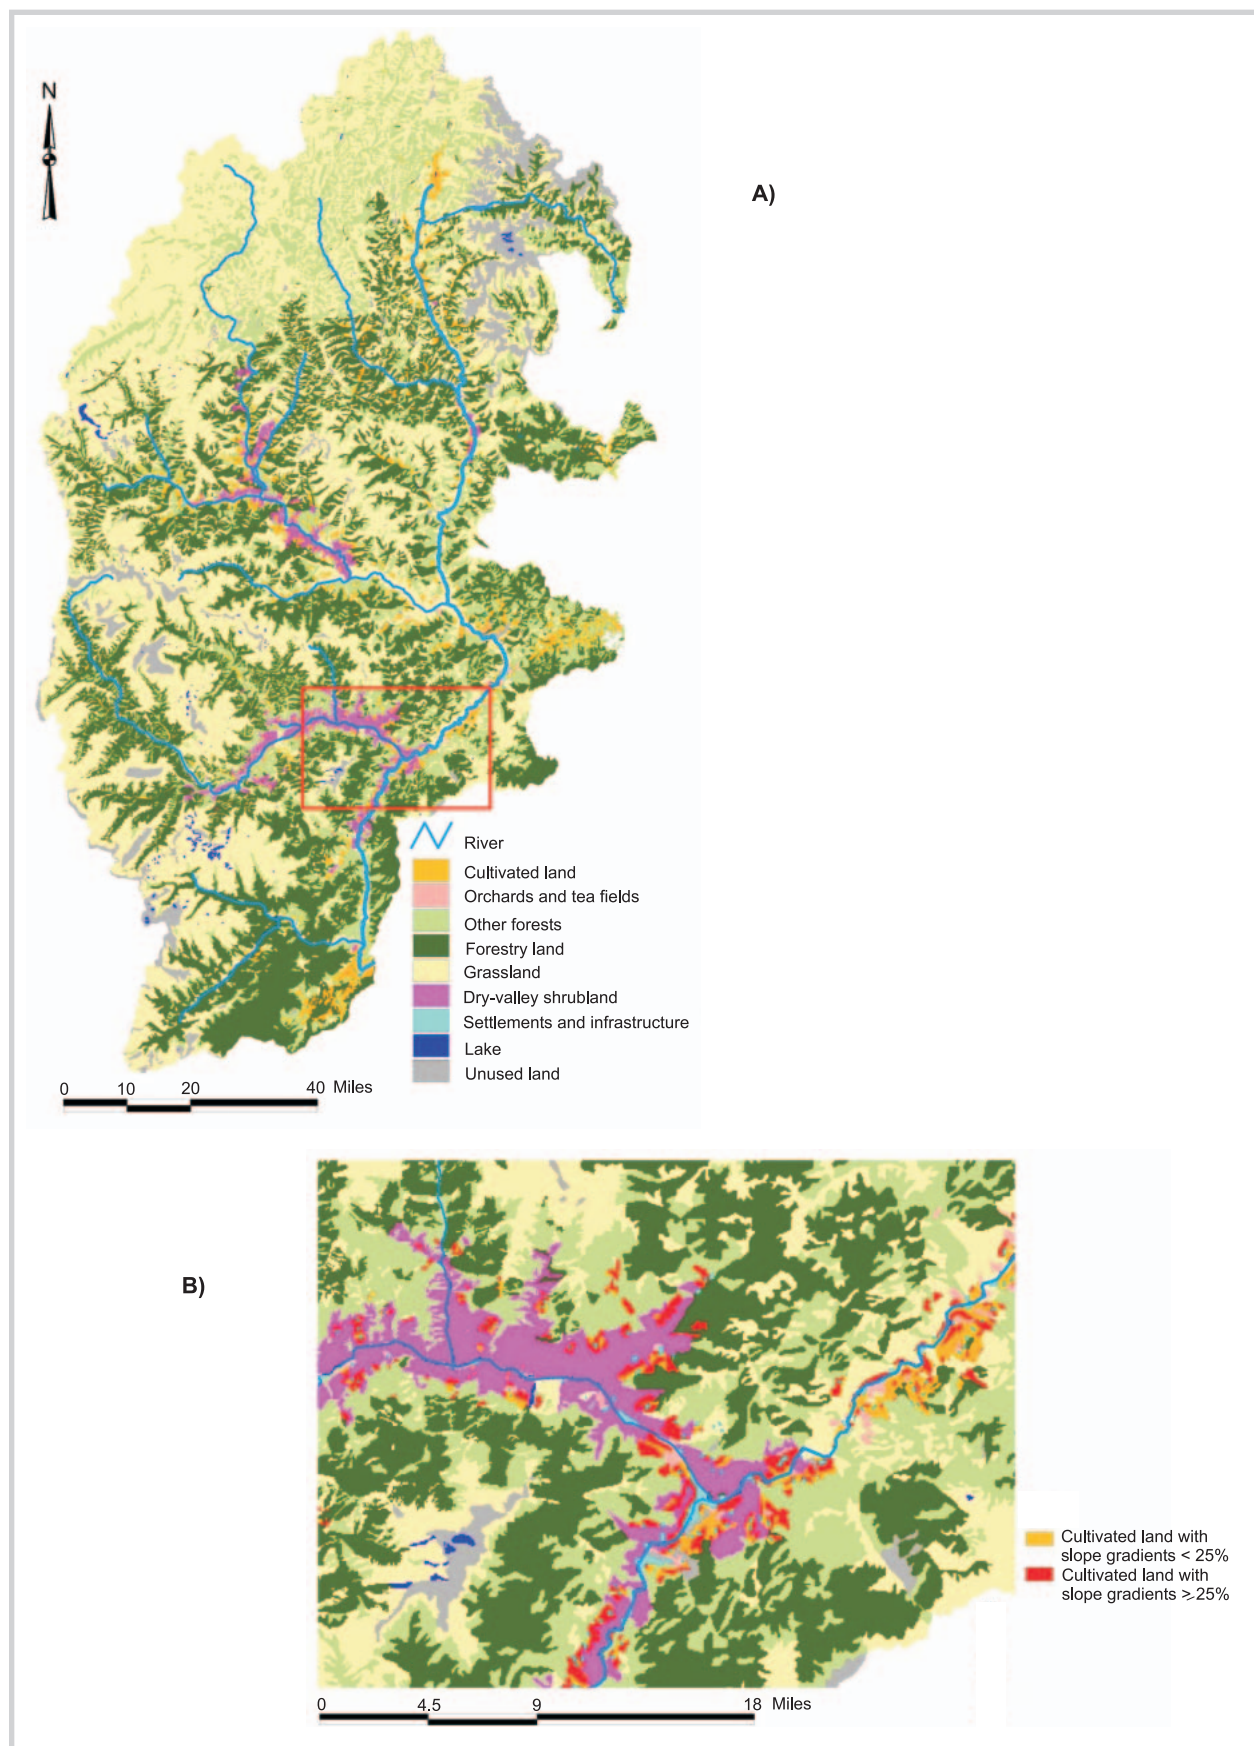 N
A)
River
Cultivated land
Orchards and tea fields
Other forests
Forestry land
Grassland
Dry-valley shrubland
Settlements and infrastructure
Lake
Unused land
0 10 20 40 Miles
B)
Cultivated land with
slope gradients < 25%
Cultivated land with
slope gradients ⩾25%
0 4.5 9 18 Miles